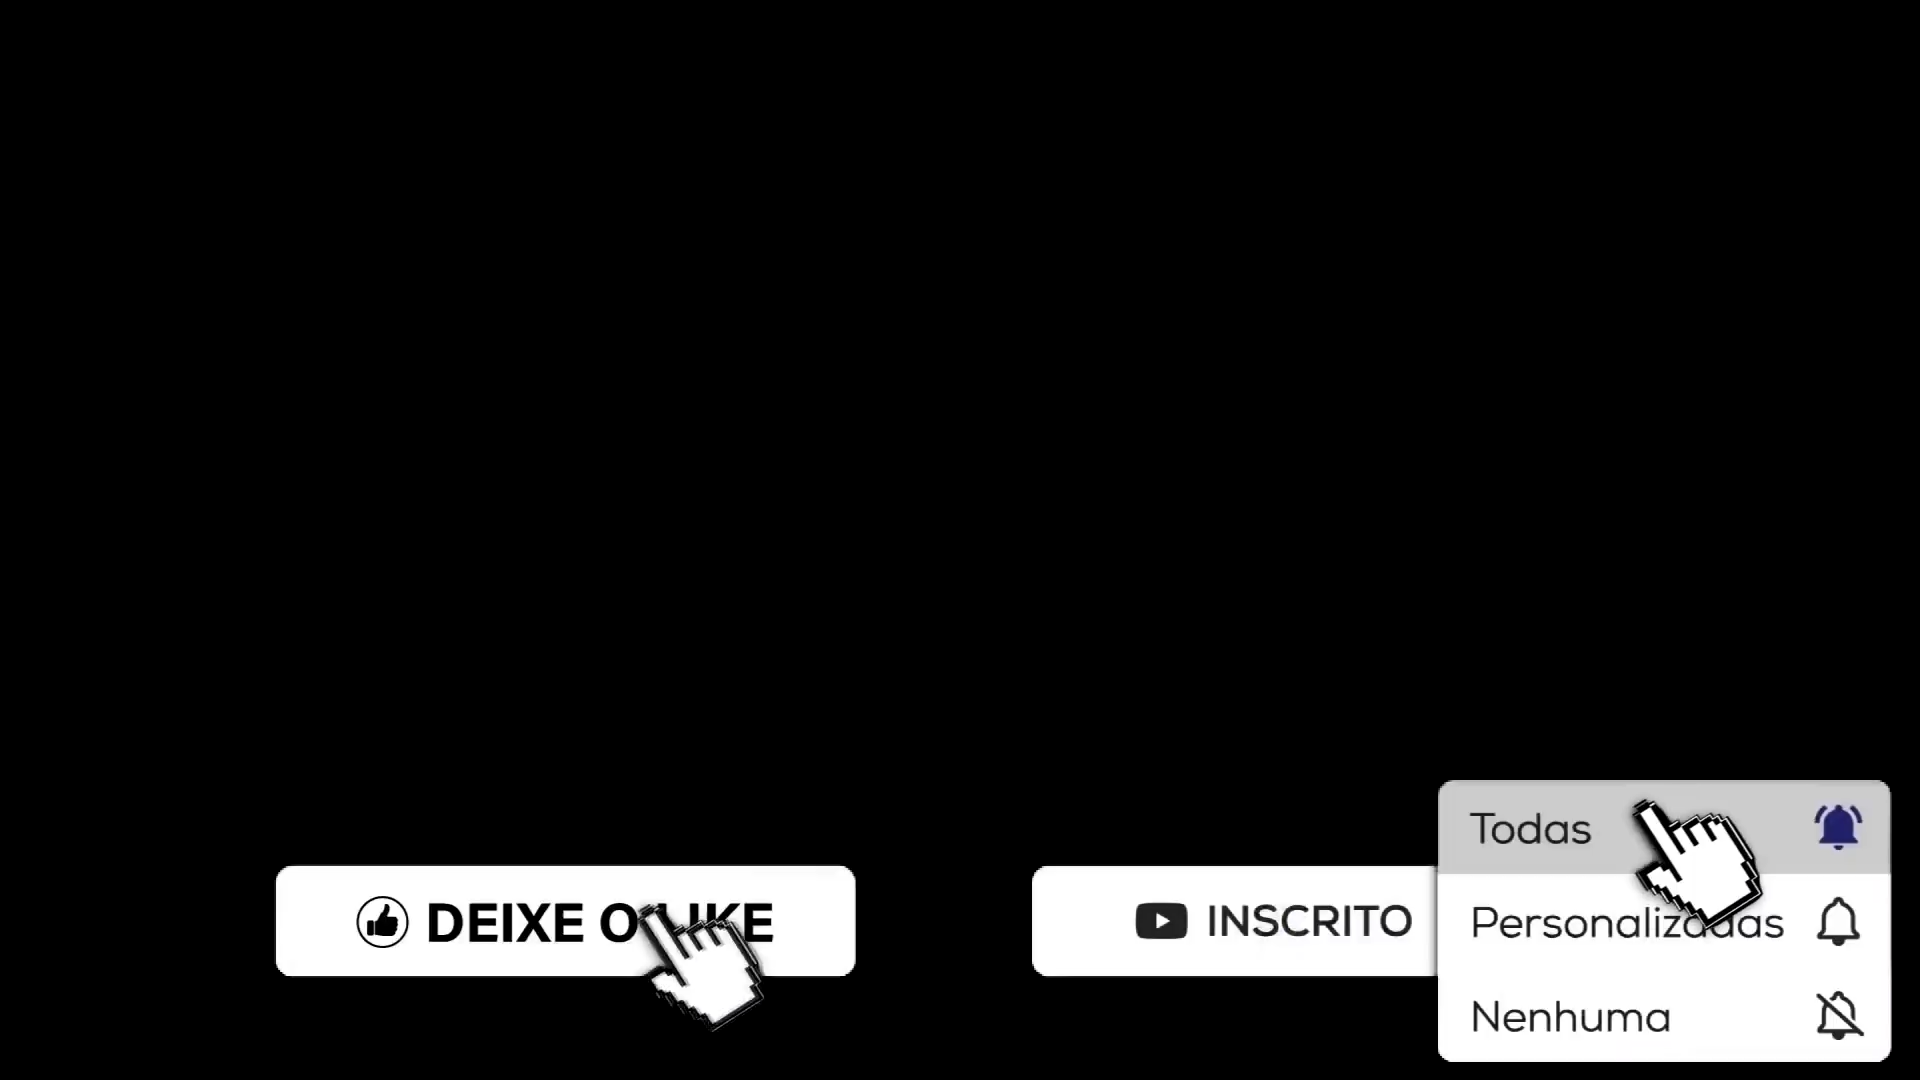 DEIXE O LIKE
INSCRITO
Todas
Personalizadas
Nenhuma